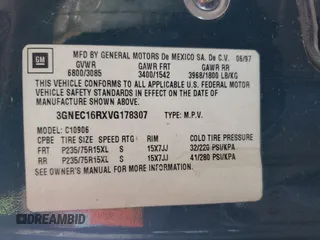 GM
MFD BY GENERAL MOTORS De MEXICO SA. De C.V. 06/97
GVWR GAWR FRT GAWR RR
6800/3085 3400/1542 3968/1800 LB/KG
THIS VEHICLE CONFORMS TO ALL APPLICABLE U.S. FEDERAL
MOTOR VEHICLE SAFETY STANDARDS IN EFFECT ON THE DATE
OF MANUFACTURE SHOWN ABOVE.
3GNEC16RXVG178307 TYPE: M.P.V.
MODEL: C10906
CBPE TIRE SIZE SPEED RTG RIM COLD TIRE PRESSURE
FRT P235/75R15XL S 15X7JJ 32/220 PSI/KPA
RR P235/75R15XL S 15X7JJ 41/280 PSI/KPA
SEE OWNER'S MANUAL FOR MORE INFORMATION.
© DREAMBID
DREAMBID.COM